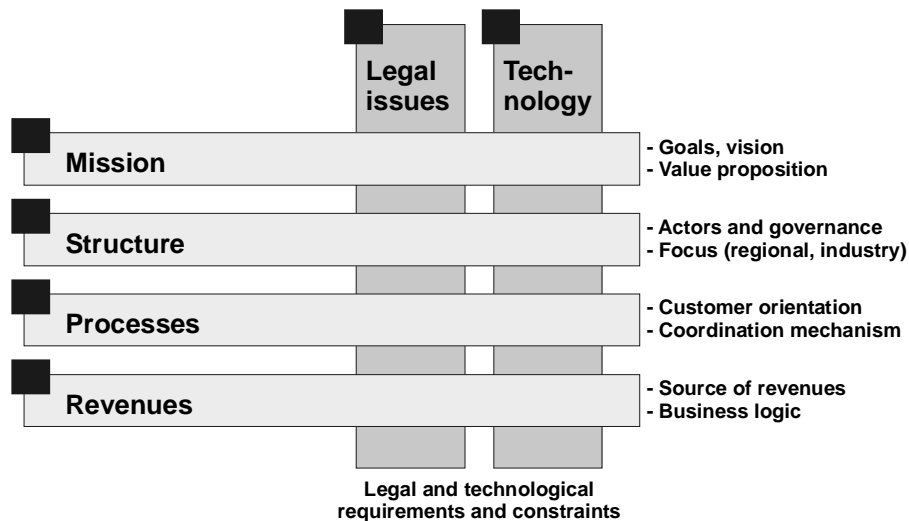 Legal
issues
Tech-
nology
Mission
- Goals, vision
- Value proposition
Structure
- Actors and governance
- Focus (regional, industry)
Processes
- Customer orientation
- Coordination mechanism
Revenues
- Source of revenues
- Business logic
Legal and technological
requirements and constraints